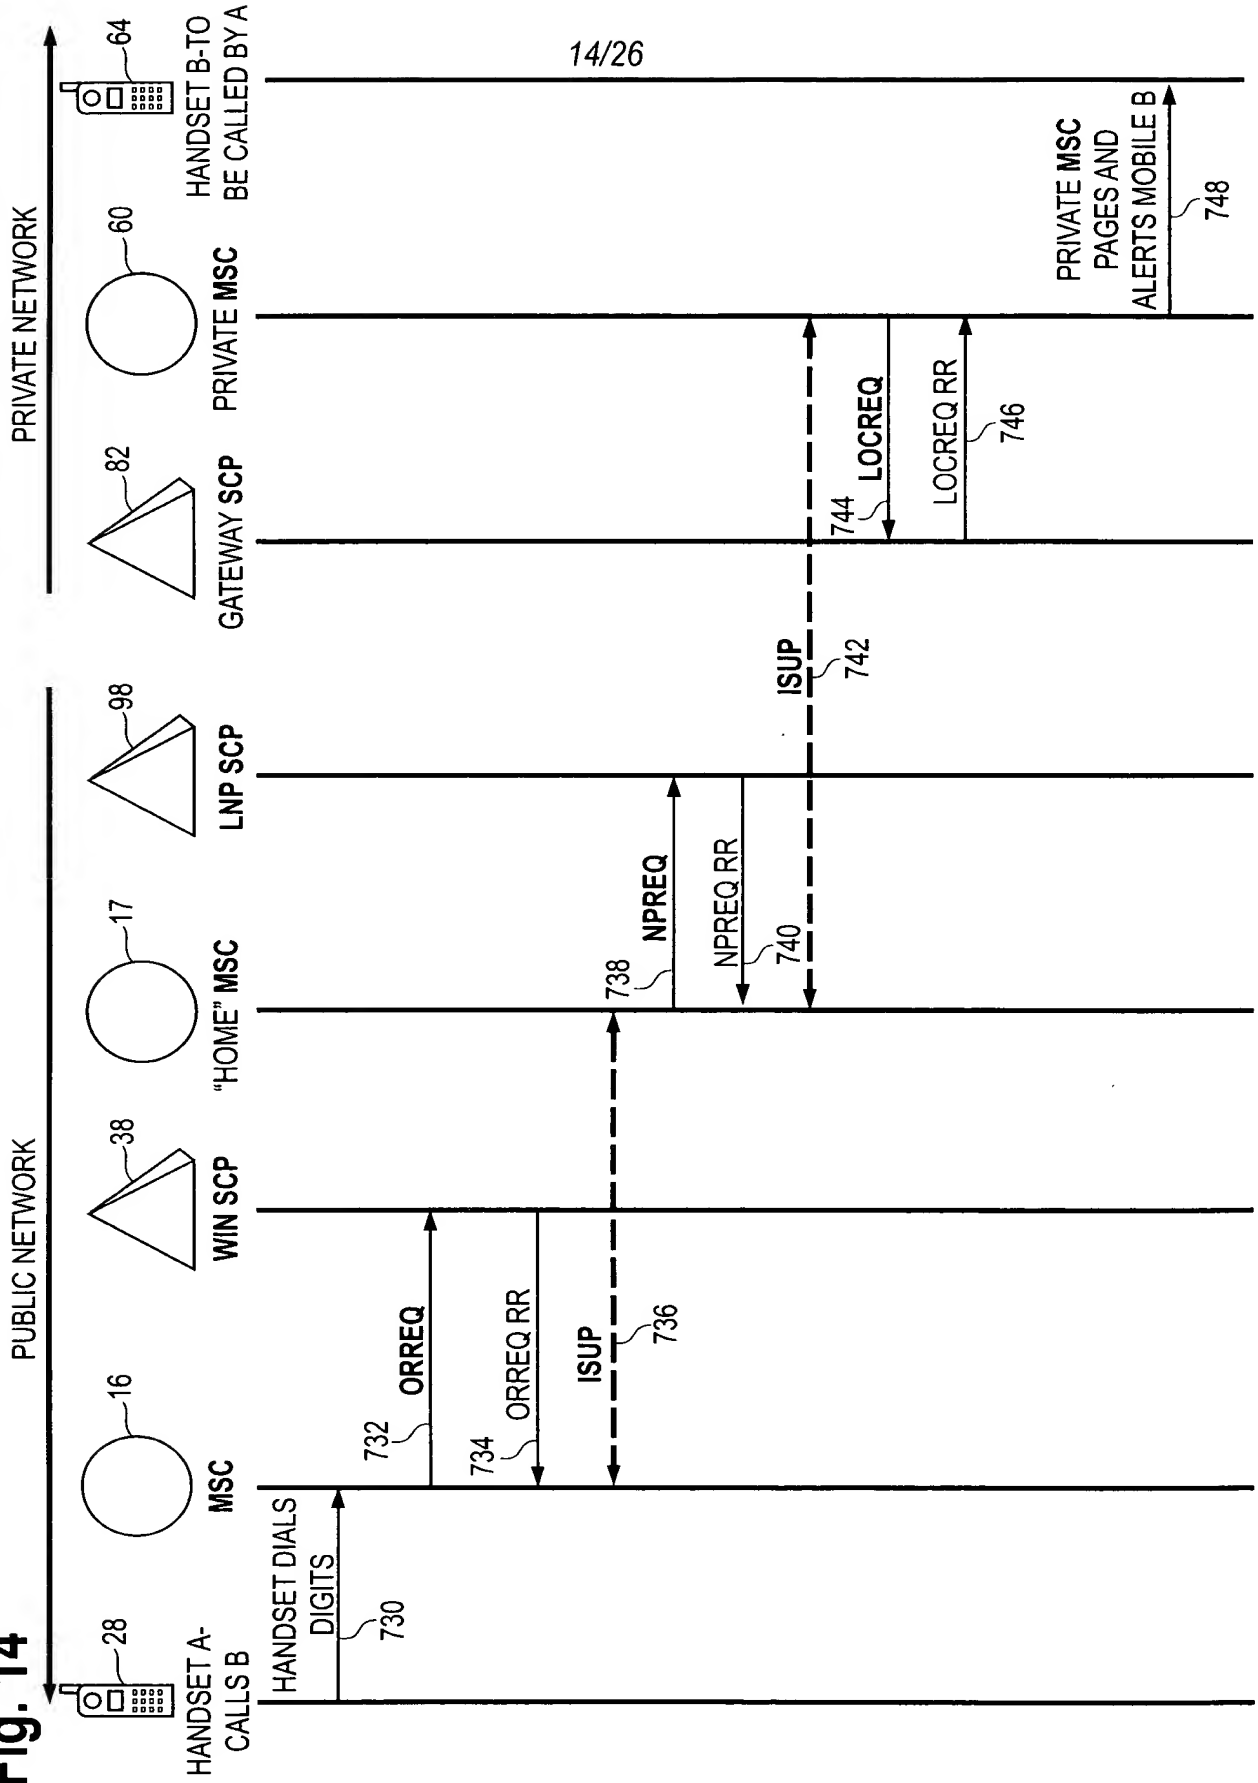 Fig. 14
14/26
PUBLIC NETWORK
PRIVATE NETWORK
28
HANDSET A-
CALLS B
16
MSC
38
WIN SCP
17
"HOME" MSC
98
LNP SCP
82
GATEWAY SCP
60
PRIVATE MSC
64
HANDSET B-TO
BE CALLED BY A
HANDSET DIALS
DIGITS
730
732
ORREQ
734
ORREQ RR
ISUP
736
738
NPREQ
NPREQ RR
740
ISUP
742
744
LOCREQ
LOCREQ RR
746
PRIVATE MSC
PAGES AND
ALERTS MOBILE B
748